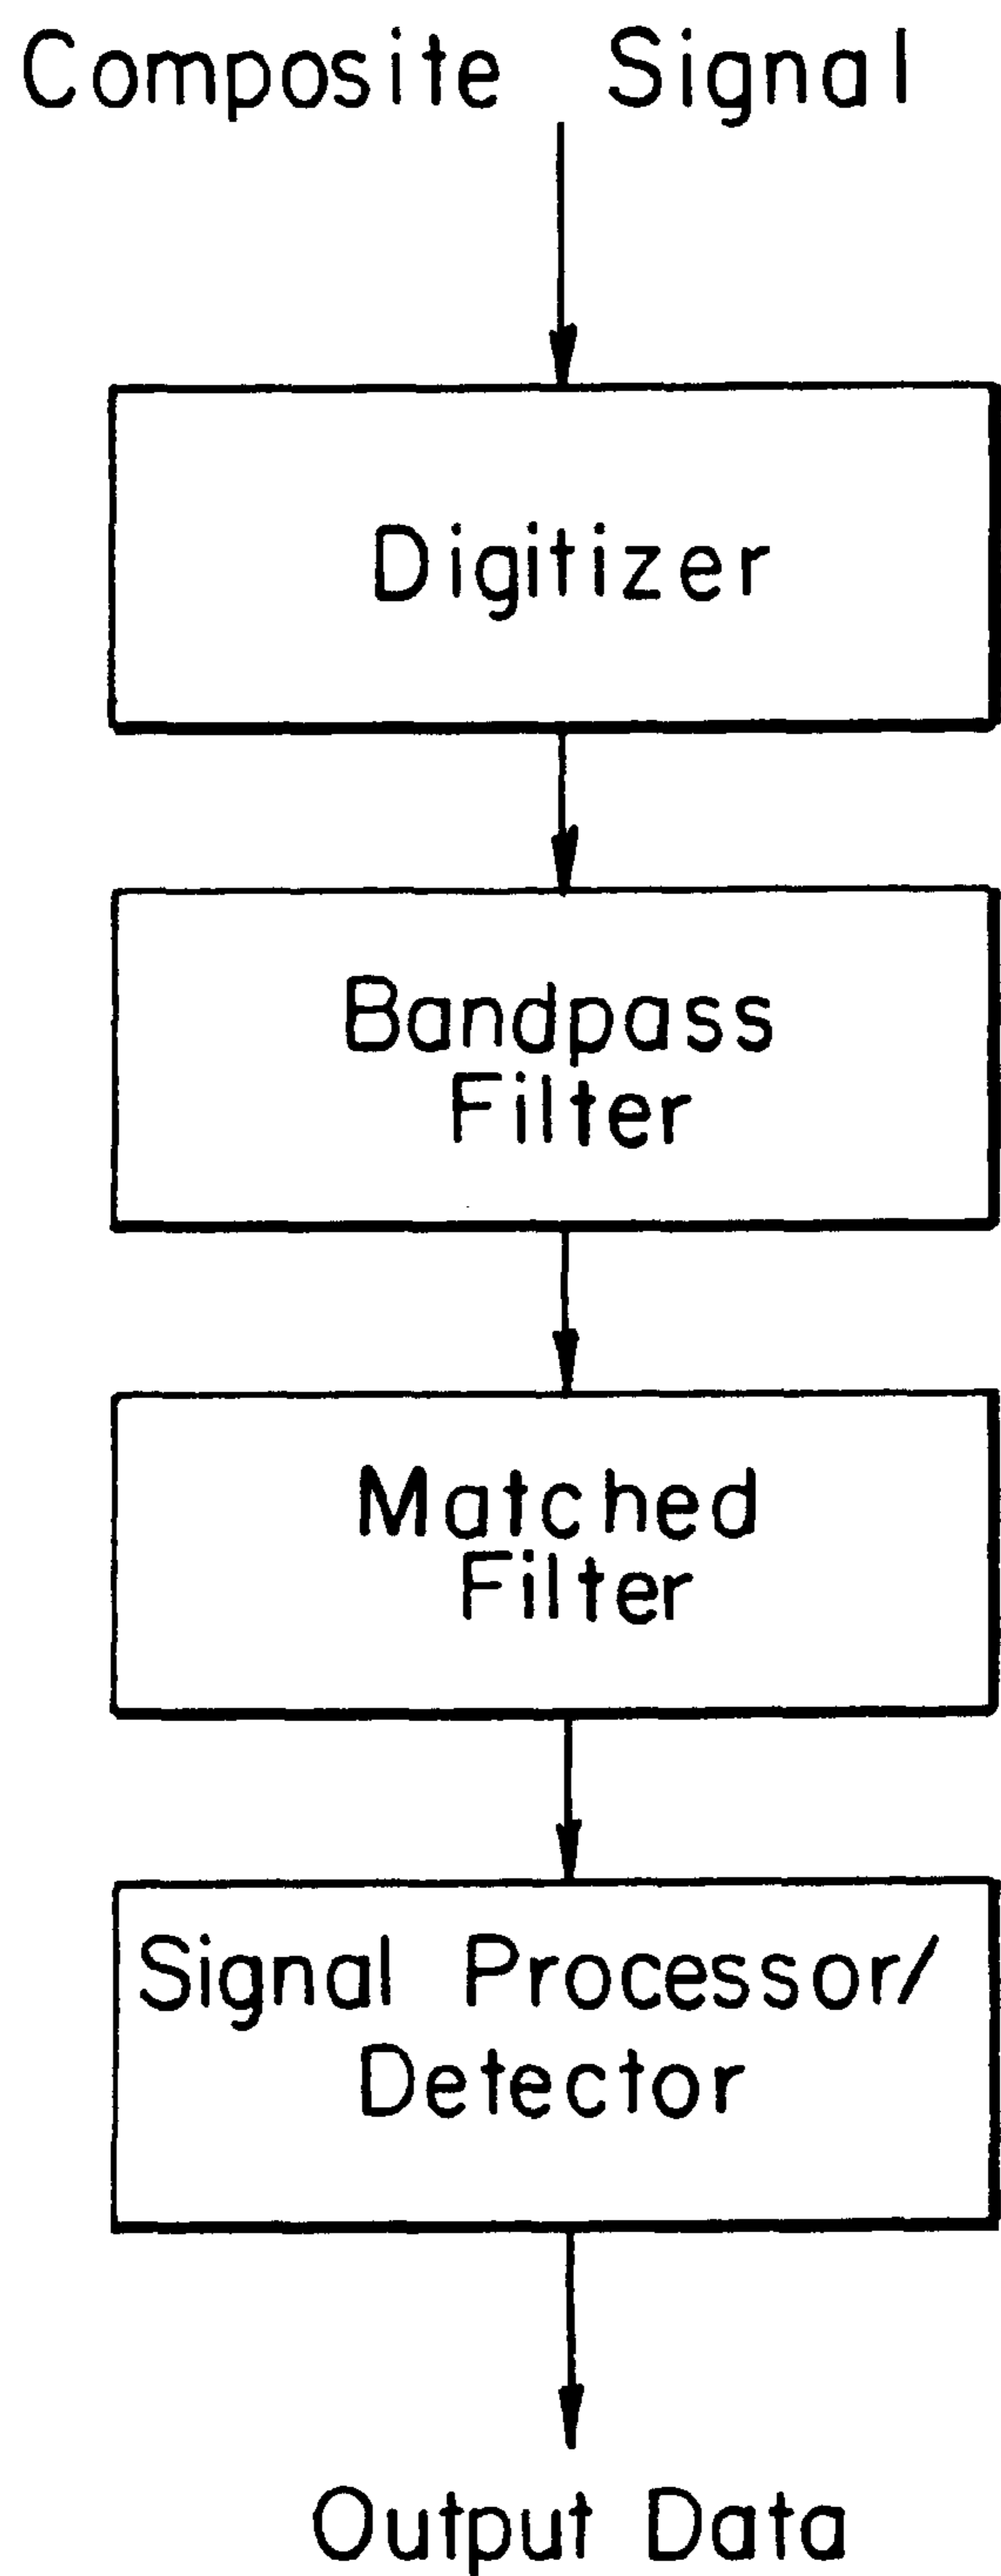 Composite Signal
Digitizer
Bandpass
Filter
Matched
Filter
Signal Processor/
Detector
Output Data